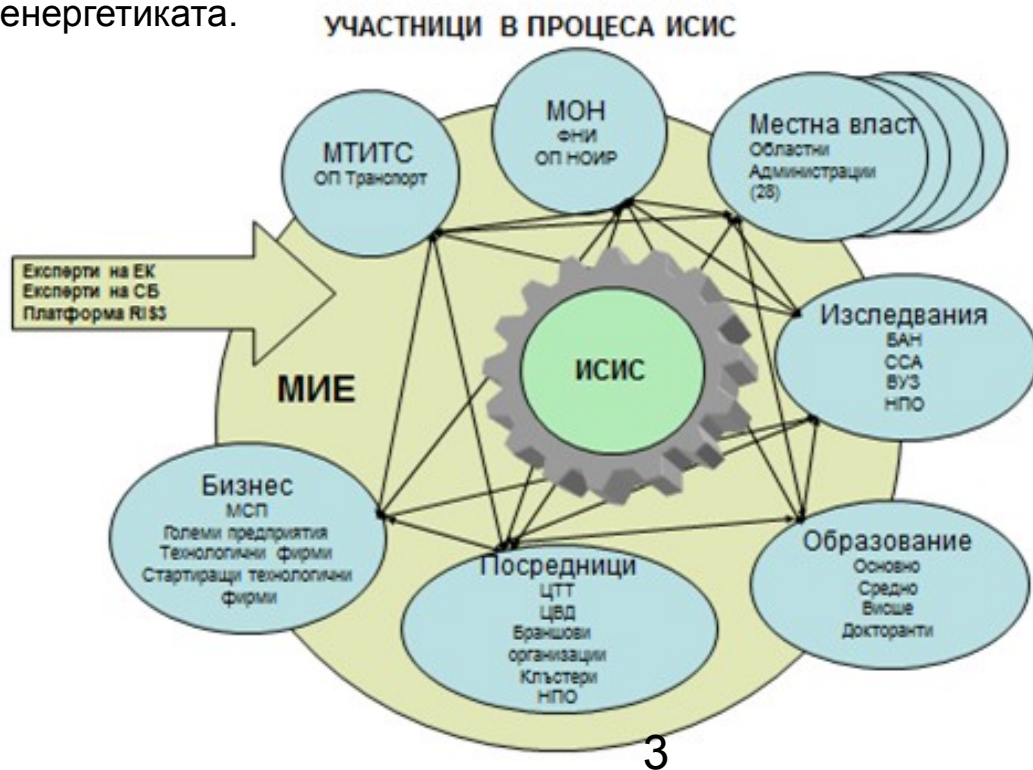 енергетиката.
УЧАСТНИЦИ В ПРОЦЕСА ИСИС
МТИТС
ОП Транспорт
МОН
ФНИ
ОП НОИР
Местна власт
Областни
Администрации
(28)
Експерти на ЕК
Експерти на СБ
Платформа RIS3
МИЕ
ИСИС
Изследвания
БАН
ССА
ВУЗ
НПО
Бизнес
МСП
Големи предприятия
Технологични фирми
Стартиращи технологични
фирми
Посредници
ЦТТ
ЦВД
Браншови
организации
Клъстери
НПО
Образование
Основно
Средно
Висше
Докторанти
3